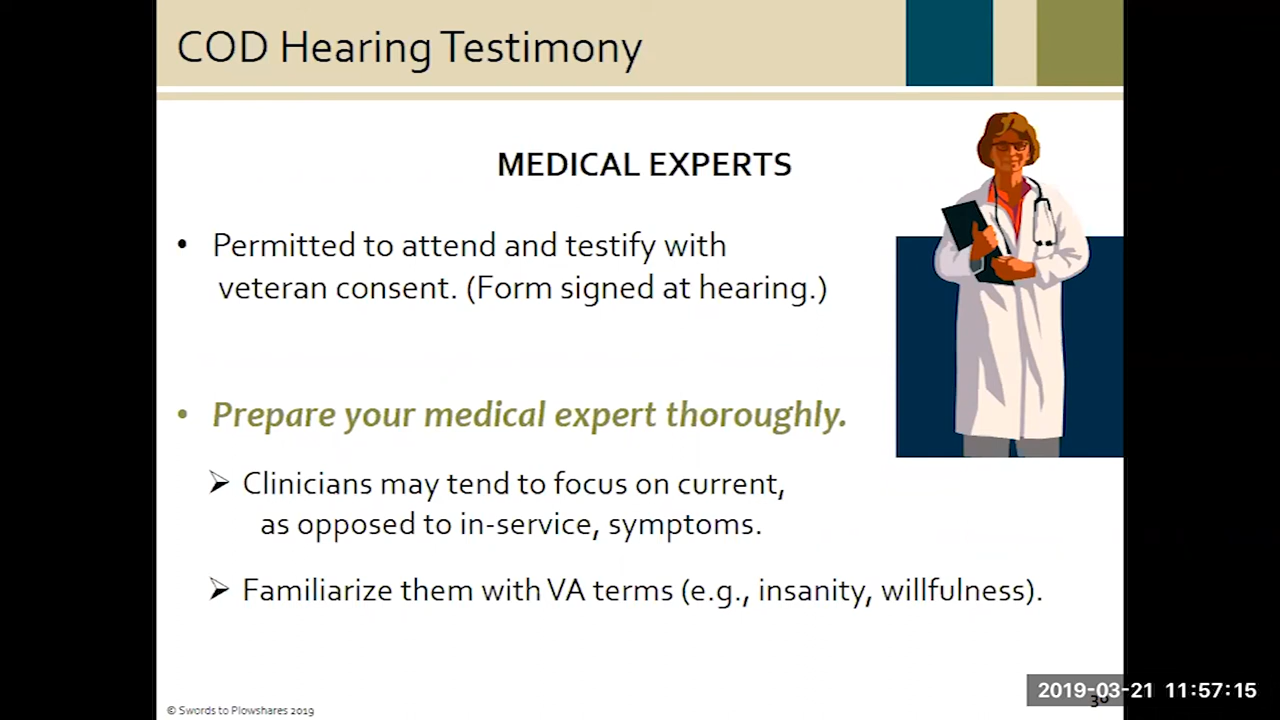 COD Hearing Testimony
MEDICAL EXPERTS
• Permitted to attend and testify with
veteran consent. (Form signed at hearing.)
• Prepare your medical expert thoroughly.
➢ Clinicians may tend to focus on current,
as opposed to in-service, symptoms.
➢ Familiarize them with VA terms (e.g., insanity, willfulness).
2019-03-21 11:57:15
© Swords to Plowshares 2019